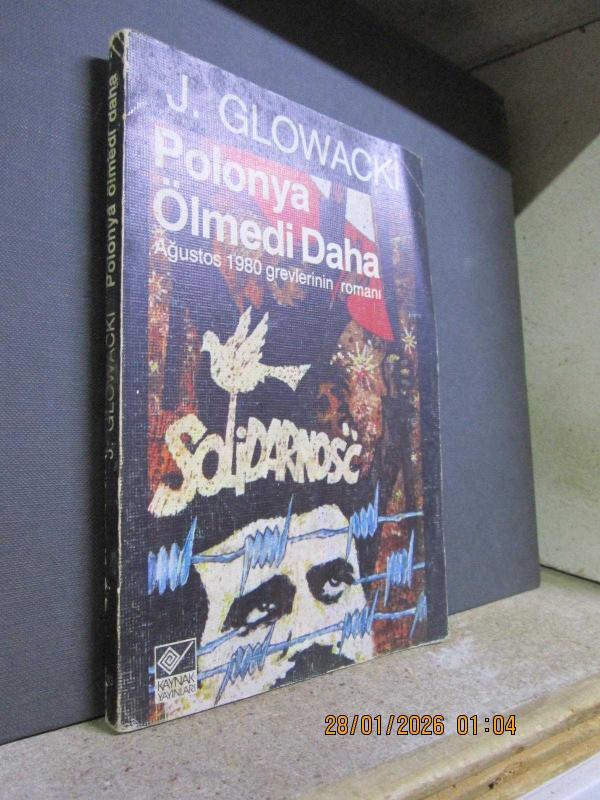 J. GLOWACKI
Polonya
Ölmedi Daha
Ağustos 1980 grevlerinin romanı
SOLiDARNOŚĆ
KAYNAK
YAYINLARI
J. GLOWACKI Polonya ölmedi daha
28/01/2026 01:04